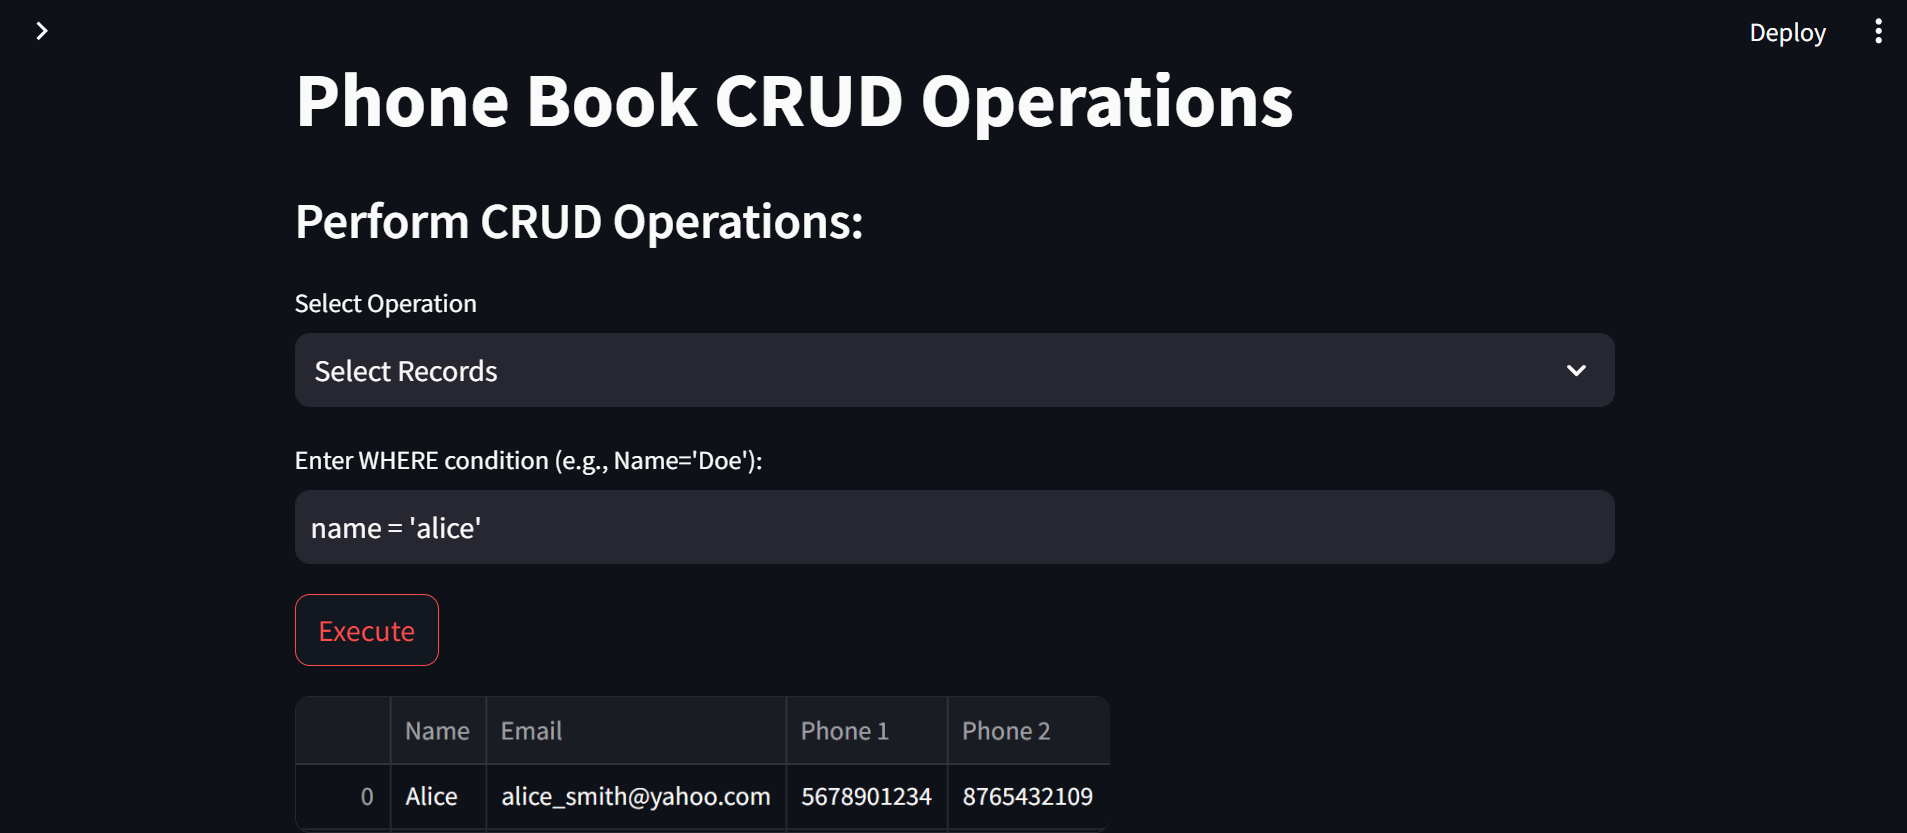 Deploy
Phone Book CRUD Operations
Perform CRUD Operations:
Select Operation
Select Records
Enter WHERE condition (e.g., Name='Doe'):
name = 'alice'
Execute
Name Email Phone 1 Phone 2
0 Alice alice_smith@yahoo.com 5678901234 8765432109